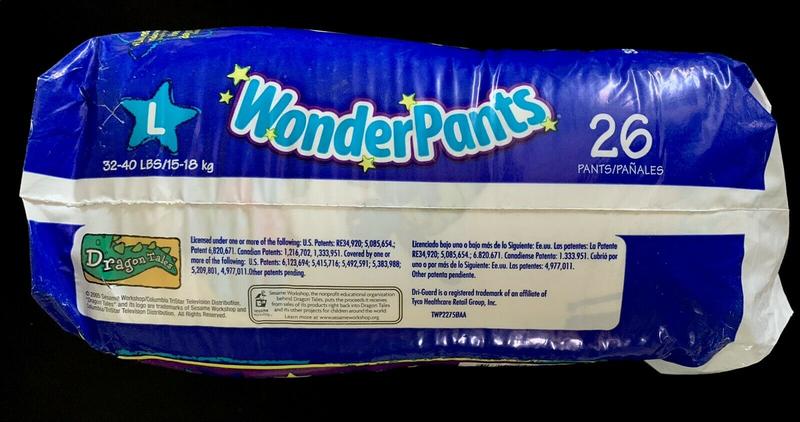 L
32-40 LBS/15-18 kg
WonderPants
26
PANTS/PAÑALES
Dragon Tales
© 2005 Sesame Workshop/Columbia TriStar Television Distribution.
"Dragon Tales" and its logo are trademarks of Sesame Workshop and
Columbia/TriStar Television Distribution. All Rights Reserved.
Licensed under one or more of the following: U.S. Patents: RE34,920; 5,085,654.;
Patent 6,820,671. Canadian Patents: 1,216,702, 1,333,951. Covered by one or
more of the following: U.S. Patents: 6,123,694; 5,415,716; 5,492,591; 5,383,988;
5,209,801, 4,977,011.Other patents pending.
sesame workshop
Sesame Workshop, the nonprofit educational organization
behind Dragon Tales, puts the proceeds it receives
from sales of its products right back into Dragon Tales
and its other projects for children around the world
Learn more at www.sesameworkshop.org
Licenciado bajo uno o bajo más de lo Siguiente: Ee.uu. Las patentes: La Patente
RE34,920; 5,085,654.; 6.820.671. Canadiense Patenta: 1.333.951. Cubrió por
uno o por más de lo Siguiente: Ee.uu. Las patentes: 4,977,011.
Other patenta pendiente.
Dri-Guard is a registered trademark of an affiliate of
Tyco Healthcare Retail Group, Inc.
TWP22750AA